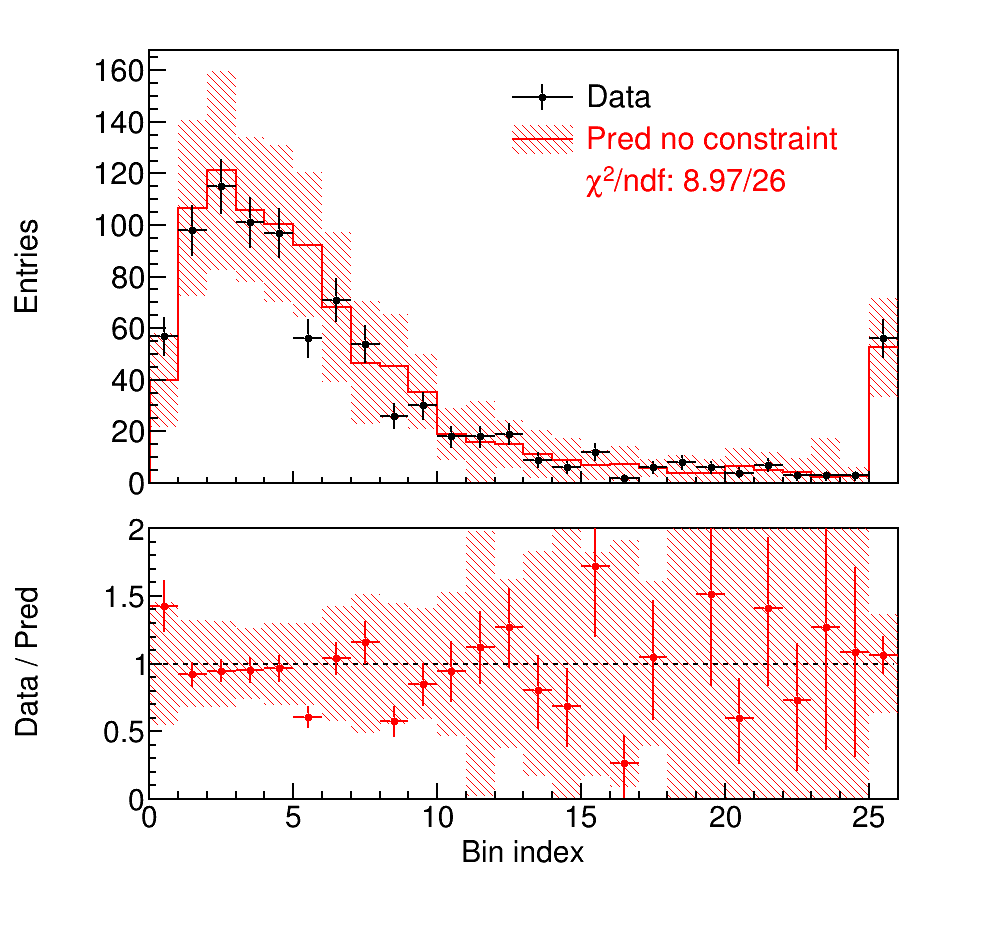 160
140
120
100
80
60
40
20
0
Entries
Data
Pred no constraint
χ²/ndf: 8.97/26
2
1.5
1
0.5
0
Data / Pred
0 5 10 15 20 25
Bin index